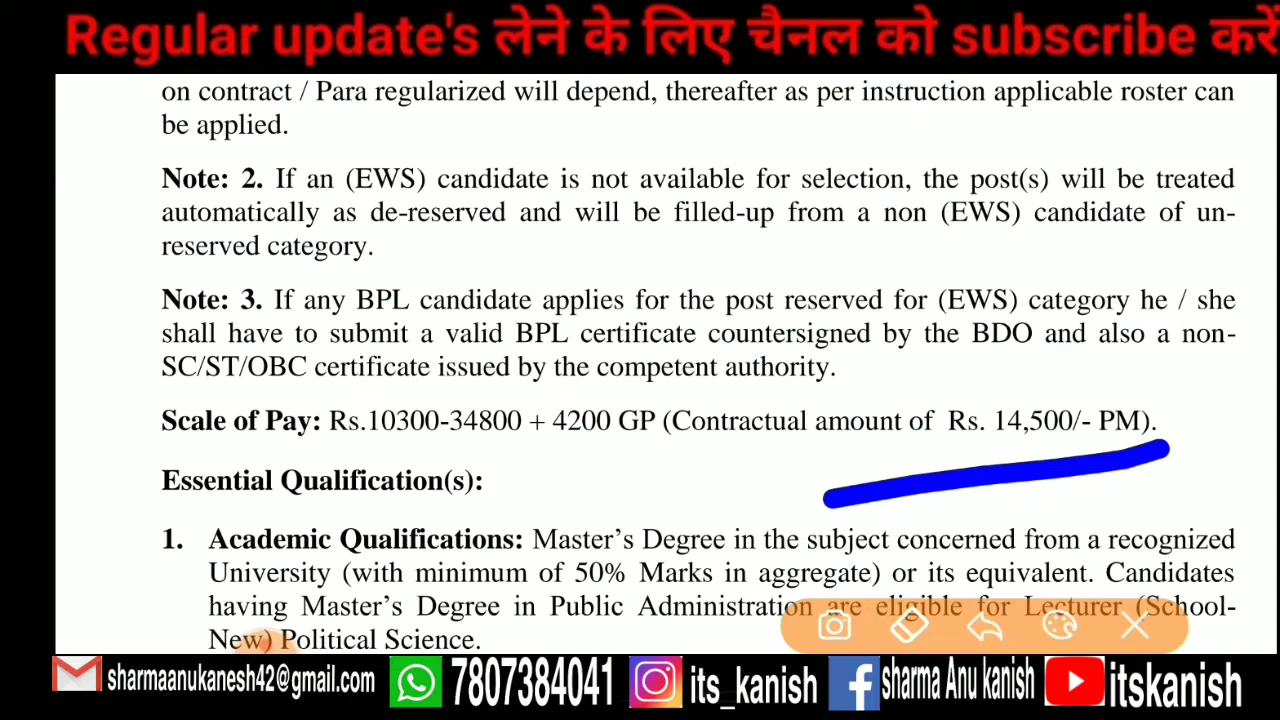 Regular update's लेने के लिए चैनल को subscribe करें
on contract / Para regularized will depend, thereafter as per instruction applicable roster can
be applied.
Note: 2. If an (EWS) candidate is not available for selection, the post(s) will be treated
automatically as de-reserved and will be filled-up from a non (EWS) candidate of un-
reserved category.
Note: 3. If any BPL candidate applies for the post reserved for (EWS) category he / she
shall have to submit a valid BPL certificate countersigned by the BDO and also a non-
SC/ST/OBC certificate issued by the competent authority.
Scale of Pay: Rs.10300-34800 + 4200 GP (Contractual amount of Rs. 14,500/- PM).
Essential Qualification(s):
1. Academic Qualifications: Master's Degree in the subject concerned from a recognized
University (with minimum of 50% Marks in aggregate) or its equivalent. Candidates
having Master's Degree in Public Administration are eligible for Lecturer (School-
New) Political Science.
sharmaanukanesh42@gmail.com 7807384041 its_kanish sharma Anu kanish itskanish